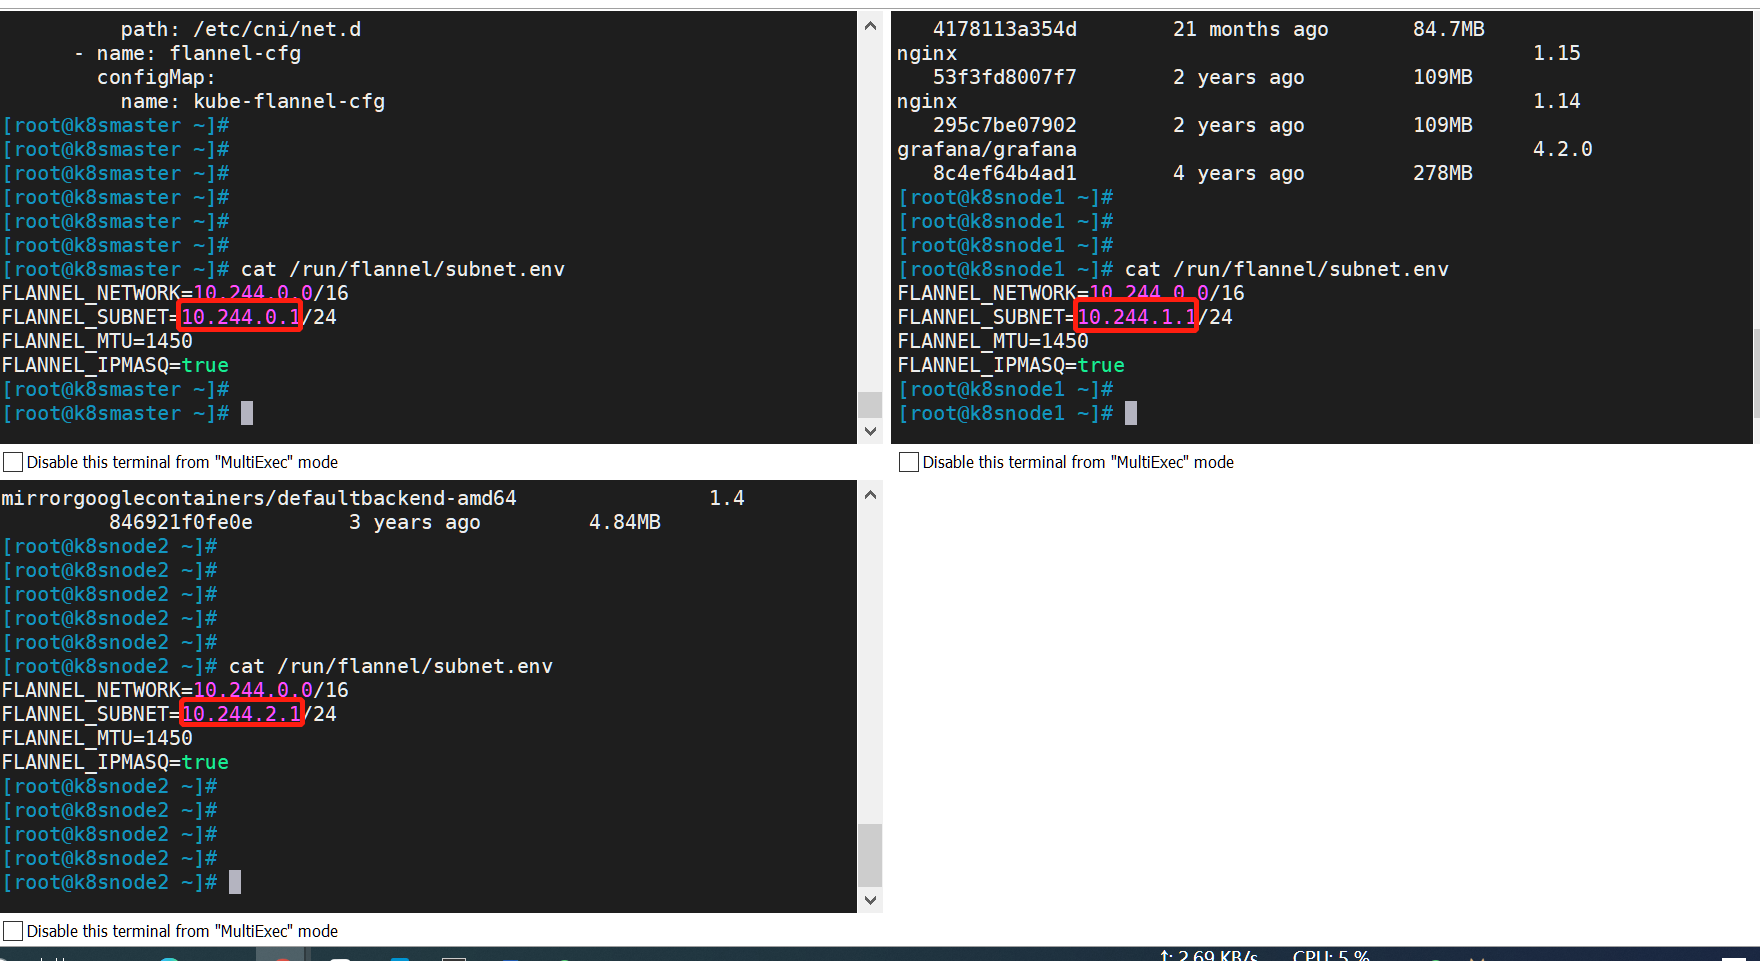 path: /etc/cni/net.d
- name: flannel-cfg
configMap:
name: kube-flannel-cfg
[root@k8smaster ~]#
[root@k8smaster ~]#
[root@k8smaster ~]#
[root@k8smaster ~]#
[root@k8smaster ~]#
[root@k8smaster ~]#
[root@k8smaster ~]# cat /run/flannel/subnet.env
FLANNEL_NETWORK=10.244.0.0/16
FLANNEL_SUBNET=10.244.0.1/24
FLANNEL_MTU=1450
FLANNEL_IPMASQ=true
[root@k8smaster ~]#
[root@k8smaster ~]#
Disable this terminal from "MultiExec" mode
4178113a354d 21 months ago 84.7MB
nginx 1.15
53f3fd8007f7 2 years ago 109MB
nginx 1.14
295c7be07902 2 years ago 109MB
grafana/grafana 4.2.0
8c4ef64b4ad1 4 years ago 278MB
[root@k8snode1 ~]#
[root@k8snode1 ~]#
[root@k8snode1 ~]#
[root@k8snode1 ~]# cat /run/flannel/subnet.env
FLANNEL_NETWORK=10.244.0.0/16
FLANNEL_SUBNET=10.244.1.1/24
FLANNEL_MTU=1450
FLANNEL_IPMASQ=true
[root@k8snode1 ~]#
[root@k8snode1 ~]#
Disable this terminal from "MultiExec" mode
mirrorgooglecontainers/defaultbackend-amd64 1.4
846921f0fe0e 3 years ago 4.84MB
[root@k8snode2 ~]#
[root@k8snode2 ~]#
[root@k8snode2 ~]#
[root@k8snode2 ~]#
[root@k8snode2 ~]#
[root@k8snode2 ~]# cat /run/flannel/subnet.env
FLANNEL_NETWORK=10.244.0.0/16
FLANNEL_SUBNET=10.244.2.1/24
FLANNEL_MTU=1450
FLANNEL_IPMASQ=true
[root@k8snode2 ~]#
[root@k8snode2 ~]#
[root@k8snode2 ~]#
[root@k8snode2 ~]#
[root@k8snode2 ~]#
Disable this terminal from "MultiExec" mode
↑: 2.69 KB/s CPU: 5 %